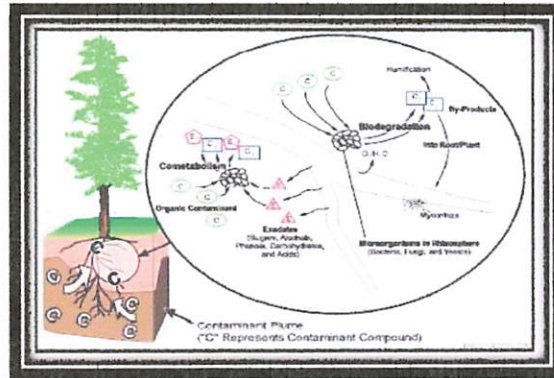 C C C
Humification
C
C
By-Products
Biodegradation
Into Root/Plant
E E
C
C
Cometabolism
C
Organic Contaminant
C
C
Exudates
(Sugars, Alcohols,
Phenols, Carbohydrates,
and Acids)
Mycorrhiza
Microorganisms in Rhizosphere
(Bacteria, Fungi, and Yeasts)
C
C
C C
C C
C
Contaminant Plume
("C" Represents Contaminant Compound)